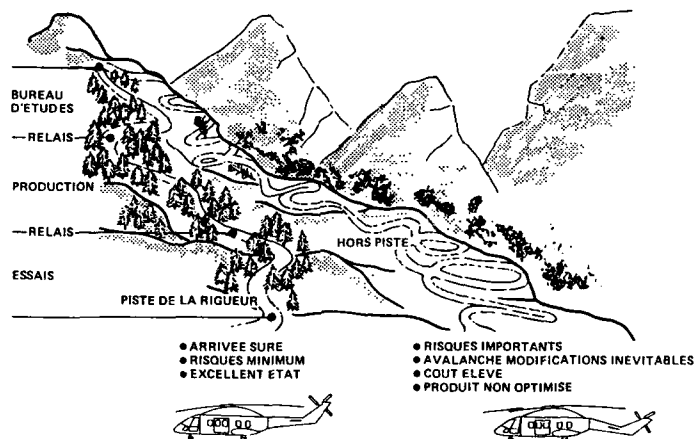 BUREAU
D'ETUDES
RELAIS
PRODUCTION
RELAIS
HORS PISTE
ESSAIS
PISTE DE LA RIGUEUR
● ARRIVEE SURE
● RISQUES MINIMUM
● EXCELLENT ETAT
● RISQUES IMPORTANTS
● AVALANCHE MODIFICATIONS INEVITABLES
● COUT ELEVE
● PRODUIT NON OPTIMISE